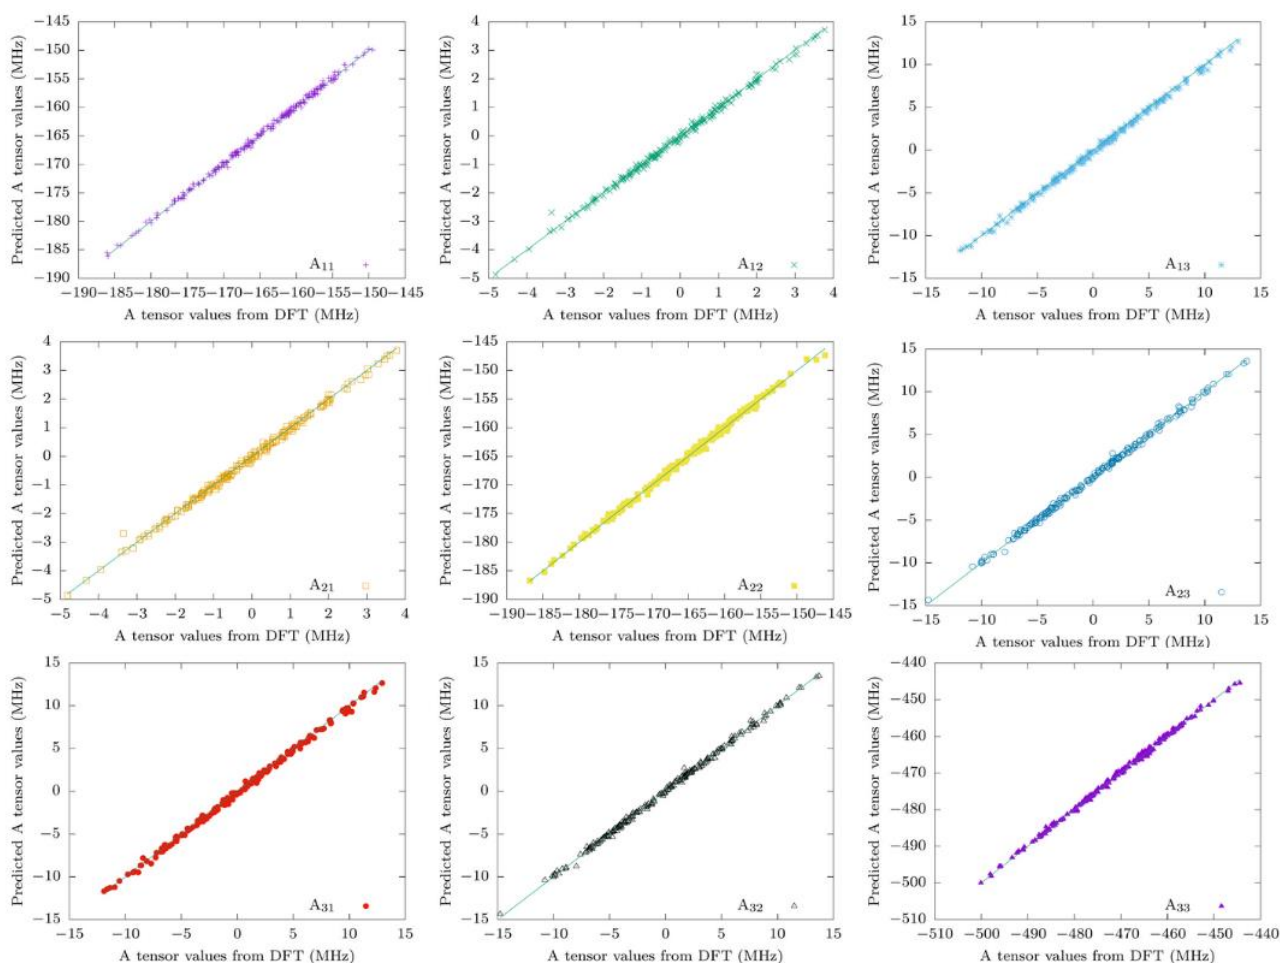 Predicted A tensor values (MHz)
−145
−150
−155
−160
−165
−170
−175
−180
−185
−190
A₁₁
−190−185−180−175−170−165−160−155−150−145
A tensor values from DFT (MHz)
Predicted A tensor values (MHz)
4
3
2
1
0
−1
−2
−3
−4
−5
A₁₂
−5 −4 −3 −2 −1 0 1 2 3 4
A tensor values from DFT (MHz)
Predicted A tensor values (MHz)
15
10
5
0
−5
−10
−15
A₁₃
−15 −10 −5 0 5 10 15
A tensor values from DFT (MHz)
Predicted A tensor values (MHz)
4
3
2
1
0
−1
−2
−3
−4
−5
A₂₁
−5 −4 −3 −2 −1 0 1 2 3 4
A tensor values from DFT (MHz)
Predicted A tensor values (MHz)
−145
−150
−155
−160
−165
−170
−175
−180
−185
−190
A₂₂
−190−185−180−175−170−165−160−155−150−145
A tensor values from DFT (MHz)
Predicted A tensor values (MHz)
15
10
5
0
−5
−10
−15
A₂₃
−15 −10 −5 0 5 10 15
A tensor values from DFT (MHz)
Predicted A tensor values (MHz)
15
10
5
0
−5
−10
−15
A₃₁
−15 −10 −5 0 5 10 15
A tensor values from DFT (MHz)
Predicted A tensor values (MHz)
15
10
5
0
−5
−10
−15
A₃₂
−15 −10 −5 0 5 10 15
A tensor values from DFT (MHz)
Predicted A tensor values (MHz)
−440
−450
−460
−470
−480
−490
−500
−510
A₃₃
−510 −500 −490 −480 −470 −460 −450 −440
A tensor values from DFT (MHz)